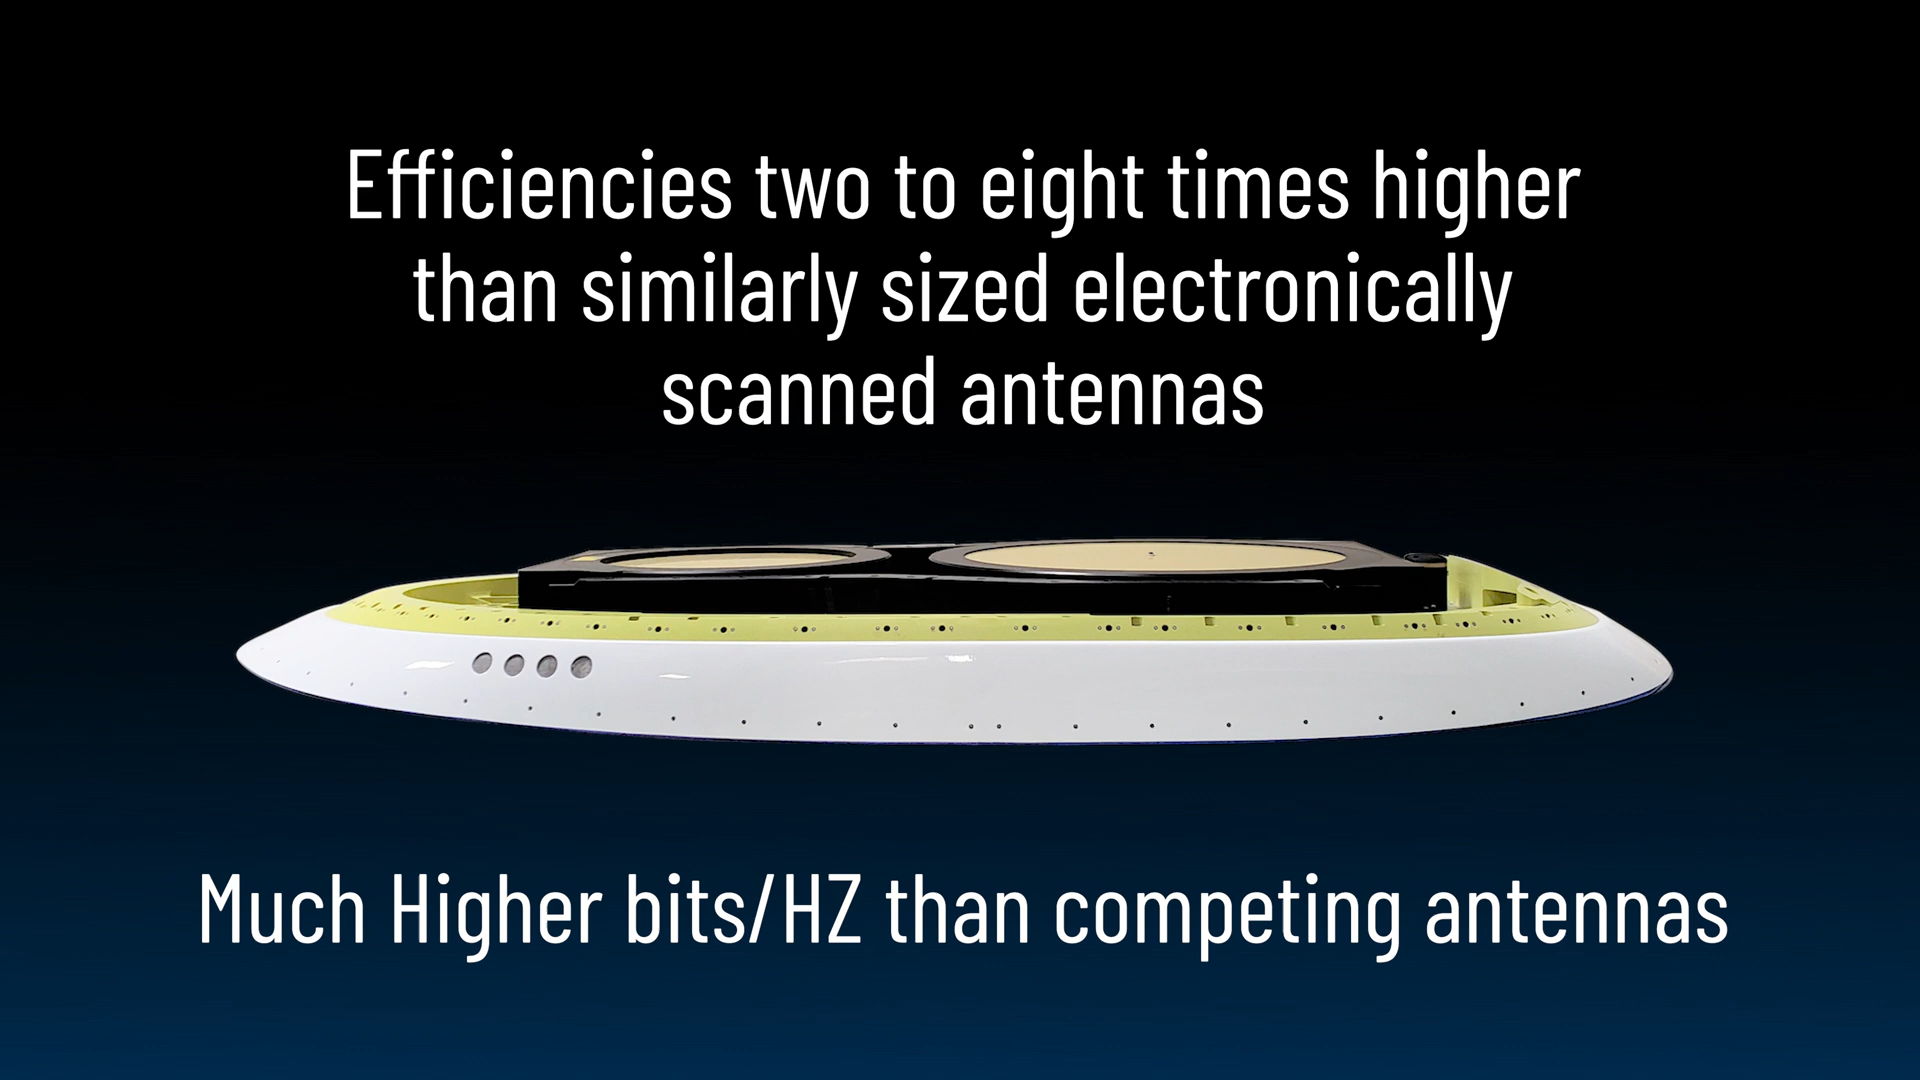 Efficiencies two to eight times higher
than similarly sized electronically
scanned antennas
Much Higher bits/HZ than competing antennas